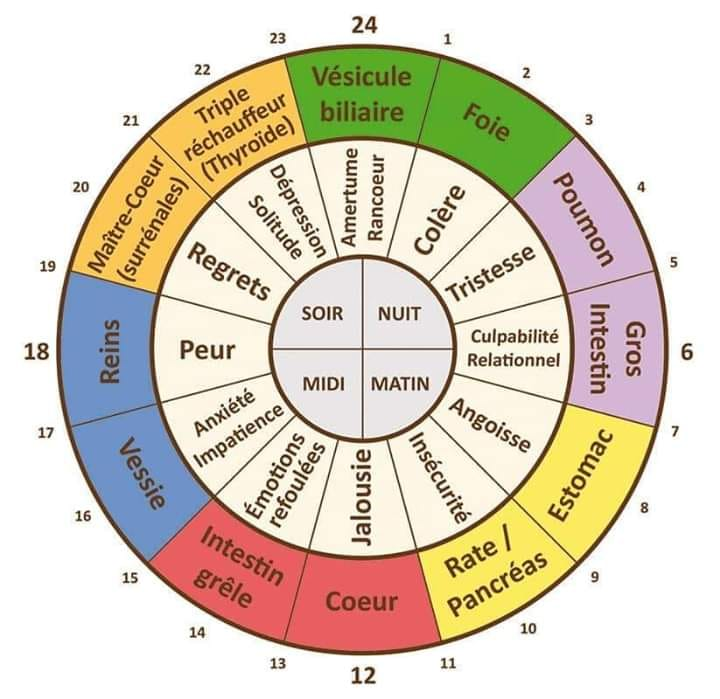 24
1
2
3
4
5
6
7
8
9
10
11
12
13
14
15
16
17
18
19
20
21
22
23
Vésicule
biliaire
Foie
Poumon
Gros
Intestin
Estomac
Rate /
Pancréas
Coeur
Intestin
grêle
Vessie
Reins
Maître-Coeur
(surrénales)
Triple
réchauffeur
(Thyroïde)
Amertume
Rancoeur
Colère
Tristesse
Culpabilité
Relationnel
Angoisse
Insécurité
Jalousie
Émotions
refoulées
Anxiété
Impatience
Peur
Regrets
Dépression
Solitude
SOIR
NUIT
MIDI
MATIN